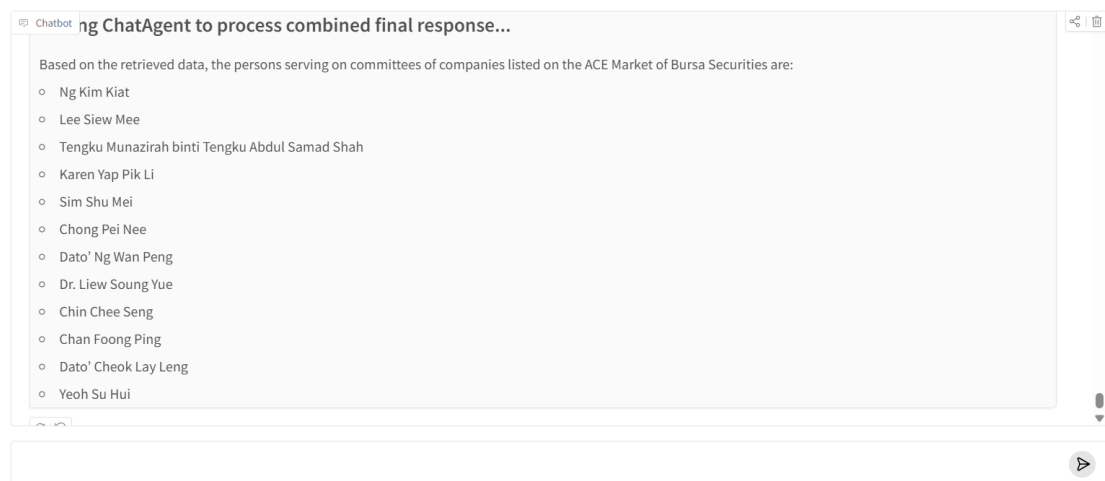 Chatbot
ng ChatAgent to process combined final response...
Based on the retrieved data, the persons serving on committees of companies listed on the ACE Market of Bursa Securities are:
Ng Kim Kiat
Lee Siew Mee
Tengku Munazirah binti Tengku Abdul Samad Shah
Karen Yap Pik Li
Sim Shu Mei
Chong Pei Nee
Dato' Ng Wan Peng
Dr. Liew Soung Yue
Chin Chee Seng
Chan Foong Ping
Dato' Cheok Lay Leng
Yeoh Su Hui